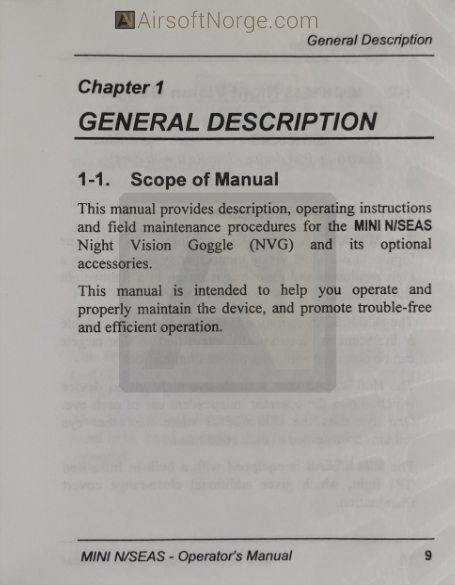 AirsoftNorge.com
General Description
Chapter 1
GENERAL DESCRIPTION
1-1. Scope of Manual
This manual provides description, operating instructions
and field maintenance procedures for the MINI N/SEAS
Night Vision Goggle (NVG) and its optional
accessories.
This manual is intended to help you operate and
properly maintain the device, and promote trouble-free
and efficient operation.
MINI N/SEAS - Operator's Manual 9